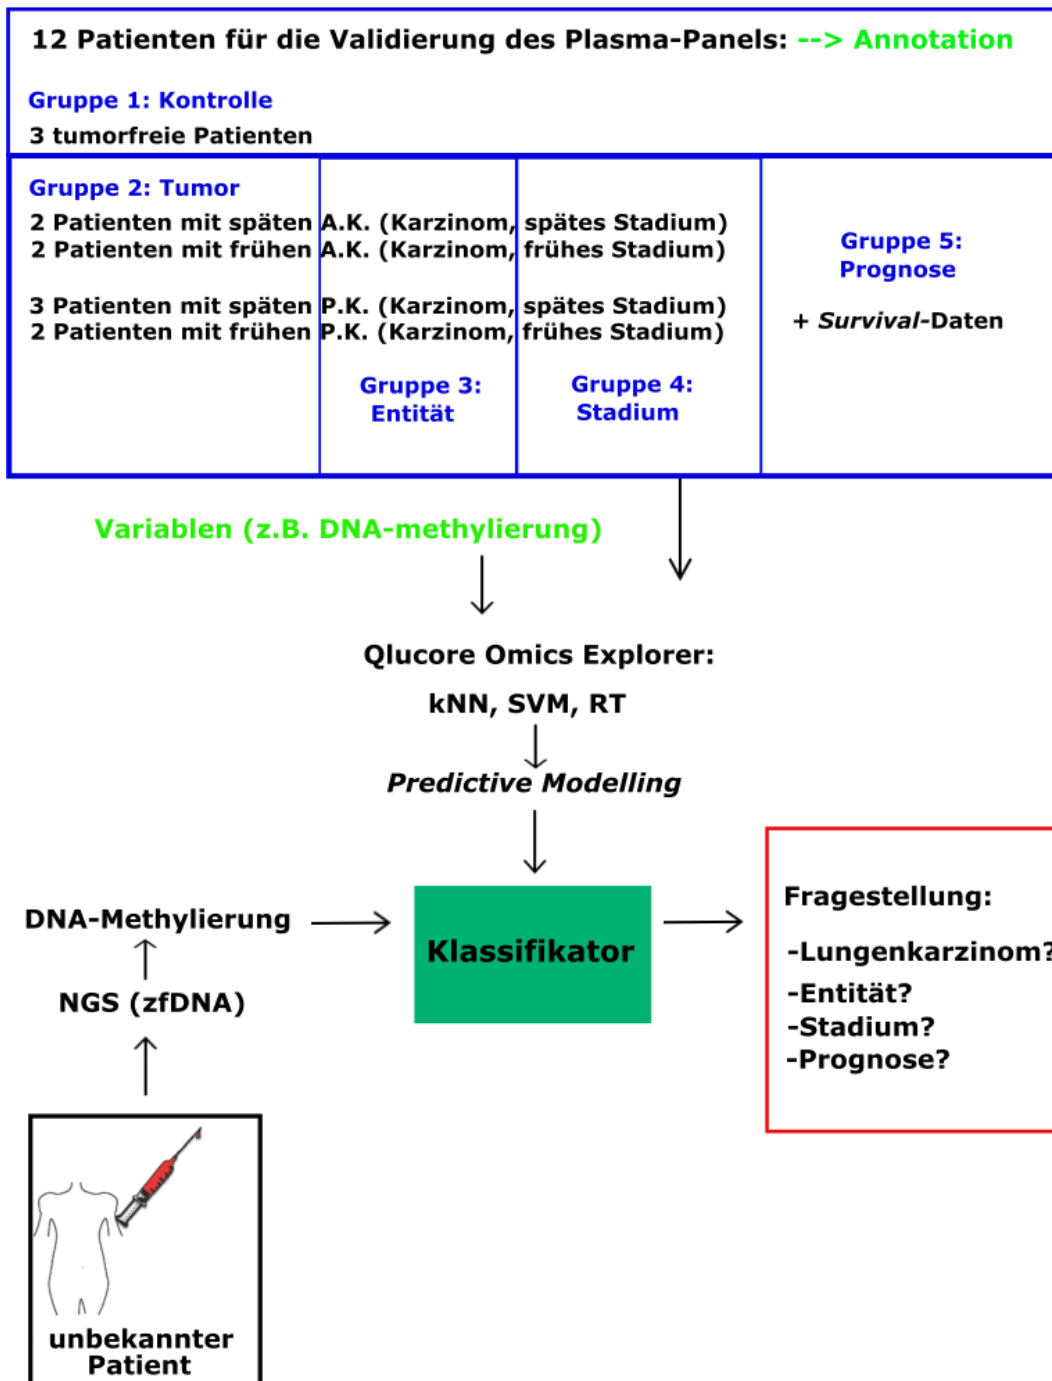 12 Patienten für die Validierung des Plasma-Panels: --> Annotation
Gruppe 1: Kontrolle
3 tumorfreie Patienten
Gruppe 2: Tumor
2 Patienten mit späten A.K. (Karzinom, spätes Stadium)
2 Patienten mit frühen A.K. (Karzinom, frühes Stadium)
3 Patienten mit späten P.K. (Karzinom, spätes Stadium)
2 Patienten mit frühen P.K. (Karzinom, frühes Stadium)
Gruppe 3:
Entität
Gruppe 4:
Stadium
Gruppe 5:
Prognose
+ Survival-Daten
Variablen (z.B. DNA-methylierung)
Qlucore Omics Explorer:
kNN, SVM, RT
Predictive Modelling
DNA-Methylierung
NGS (zfDNA)
Klassifikator
Fragestellung:
-Lungenkarzinom?
-Entität?
-Stadium?
-Prognose?
unbekannter
Patient